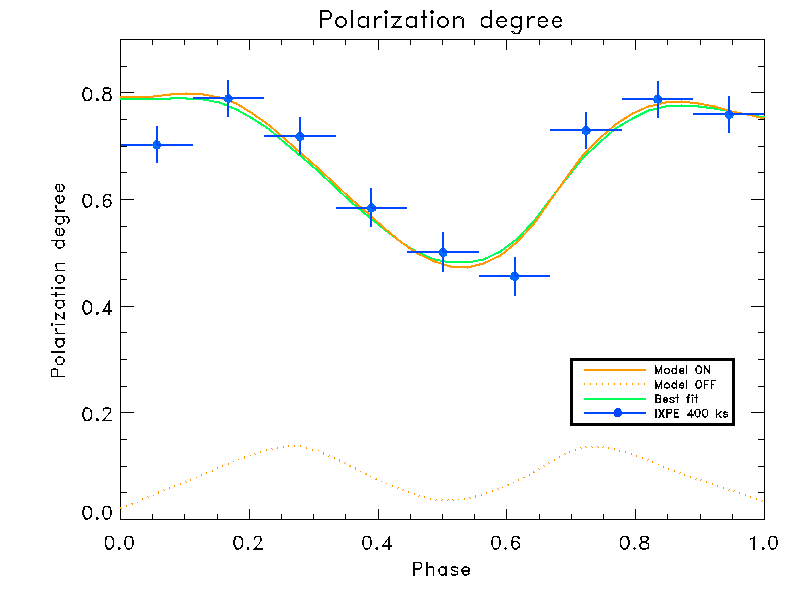 Polarization degree
Polarization degree
0.8
0.6
0.4
0.2
0.0
Model ON
Model OFF
Best fit
IXPE 400 ks
0.0 0.2 0.4 0.6 0.8 1.0
Phase